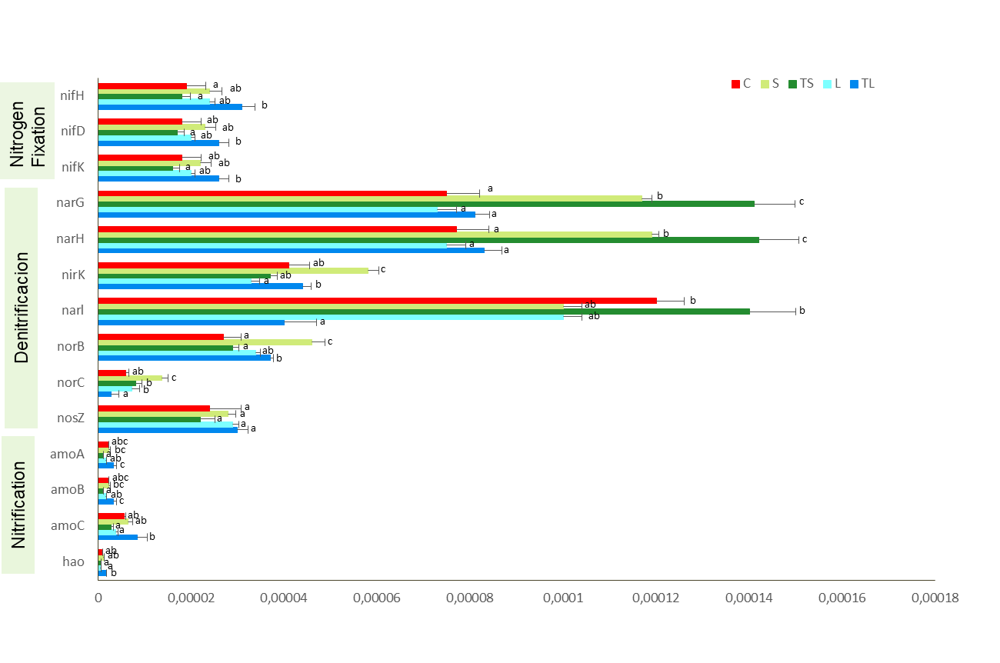 C S TS L TL
Nitrogen
Fixation
nifH
a
ab
a
ab
b
nifD
ab
ab
a
ab
b
nifK
ab
ab
a
ab
b
Denitrificacion
narG
a
b
c
a
a
narH
a
b
c
a
a
nirK
ab
c
ab
a
b
narI
b
ab
b
ab
a
norB
a
c
a
ab
b
norC
ab
c
b
b
a
nosZ
a
a
a
a
a
Nitrification
amoA
abc
bc
a
ab
c
amoB
abc
bc
a
ab
c
amoC
ab
ab
a
a
b
hao
ab
ab
a
a
b
0 0,00002 0,00004 0,00006 0,00008 0,0001 0,00012 0,00014 0,00016 0,00018